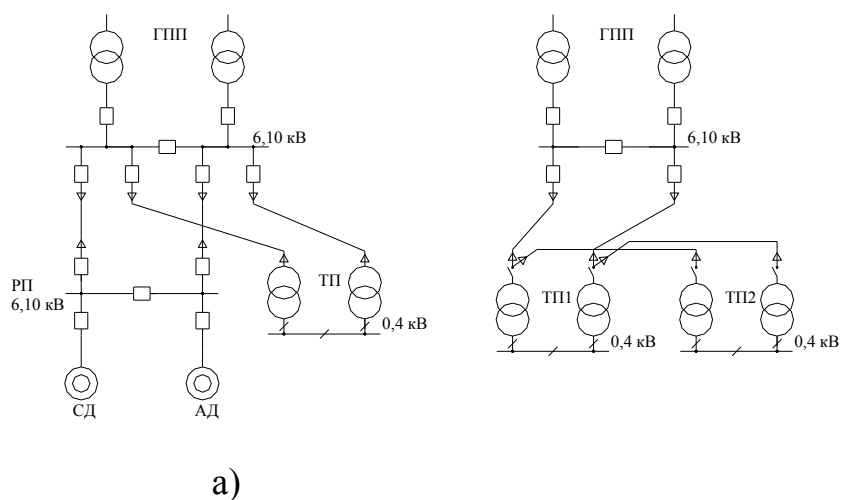 ГПП
6,10 кВ
РП
6,10 кВ
ТП
0,4 кВ
СД
АД
а)
ГПП
6,10 кВ
ТП1
ТП2
0,4 кВ
0,4 кВ